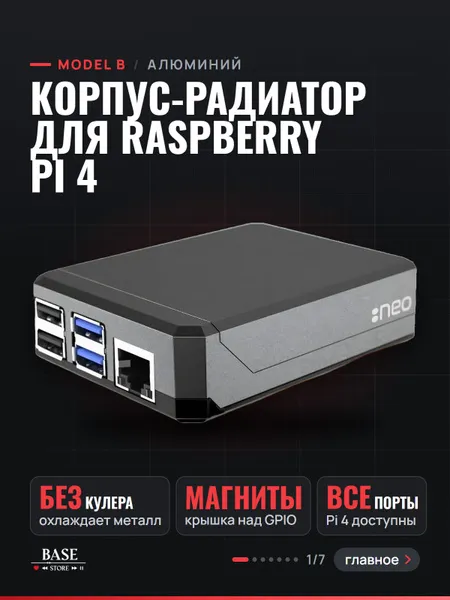 MODEL B / АЛЮМИНИЙ
КОРПУС-РАДИАТОР
ДЛЯ RASPBERRY
PI 4
:neo
БЕЗ КУЛЕРА
охлаждает металл
МАГНИТЫ
крышка над GPIO
ВСЕ ПОРТЫ
Pi 4 доступны
BASE
STORE
1/7
главное